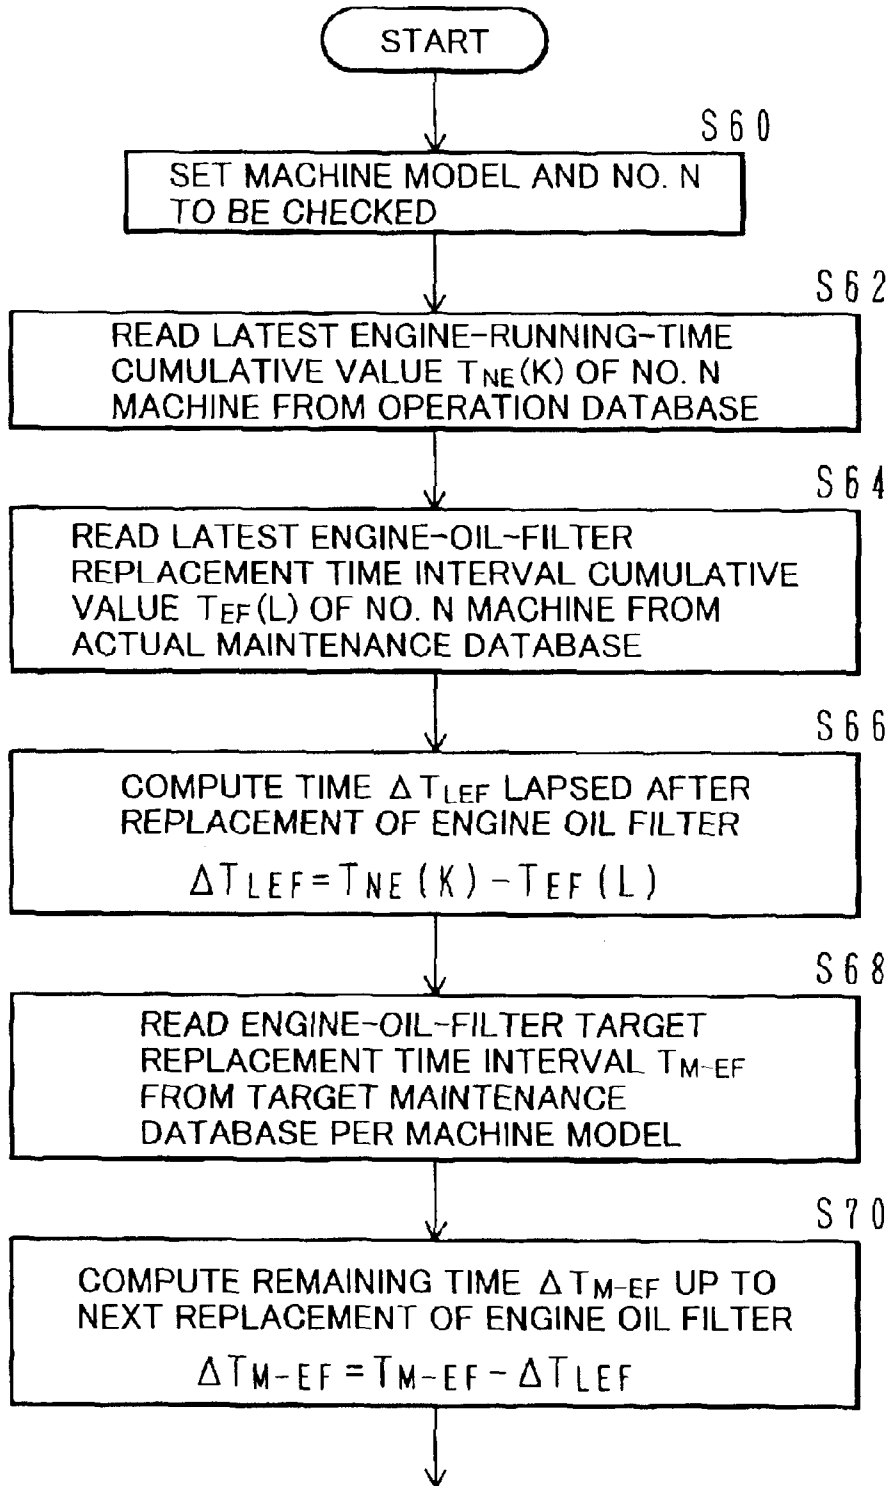 START
S60
SET MACHINE MODEL AND NO. N
TO BE CHECKED
S62
READ LATEST ENGINE-RUNNING-TIME
CUMULATIVE VALUE TNE(K) OF NO. N
MACHINE FROM OPERATION DATABASE
S64
READ LATEST ENGINE-OIL-FILTER
REPLACEMENT TIME INTERVAL CUMULATIVE
VALUE TEF(L) OF NO. N MACHINE FROM
ACTUAL MAINTENANCE DATABASE
S66
COMPUTE TIME ΔTLEF LAPSED AFTER
REPLACEMENT OF ENGINE OIL FILTER
ΔTLEF=TNE(K)-TEF(L)
S68
READ ENGINE-OIL-FILTER TARGET
REPLACEMENT TIME INTERVAL TM-EF
FROM TARGET MAINTENANCE
DATABASE PER MACHINE MODEL
S70
COMPUTE REMAINING TIME ΔTM-EF UP TO
NEXT REPLACEMENT OF ENGINE OIL FILTER
ΔTM-EF=TM-EF-ΔTLEF